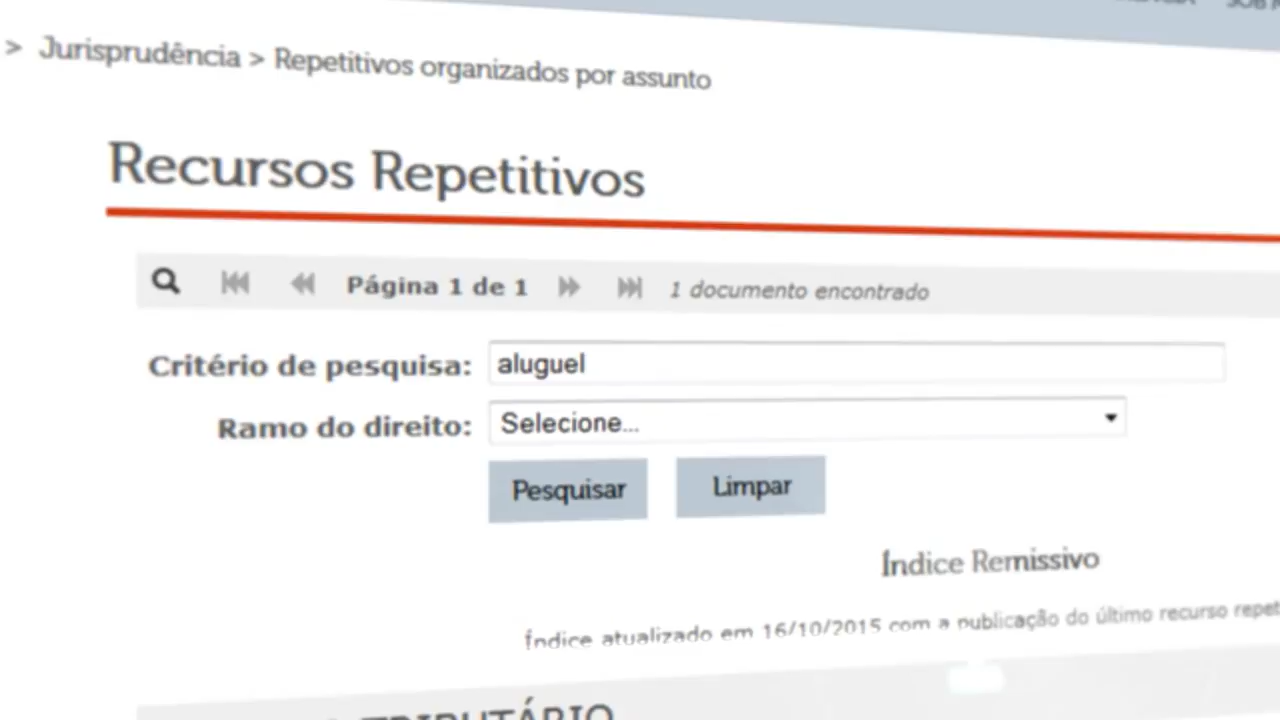 > Jurisprudência > Repetitivos organizados por assunto
Recursos Repetitivos
Página 1 de 1 1 documento encontrado
Critério de pesquisa: aluguel
Ramo do direito: Selecione...
Pesquisar Limpar
Índice Remissivo
Índice atualizado em 16/10/2015 com a publicação do último recurso
TRIBUTÁRIO